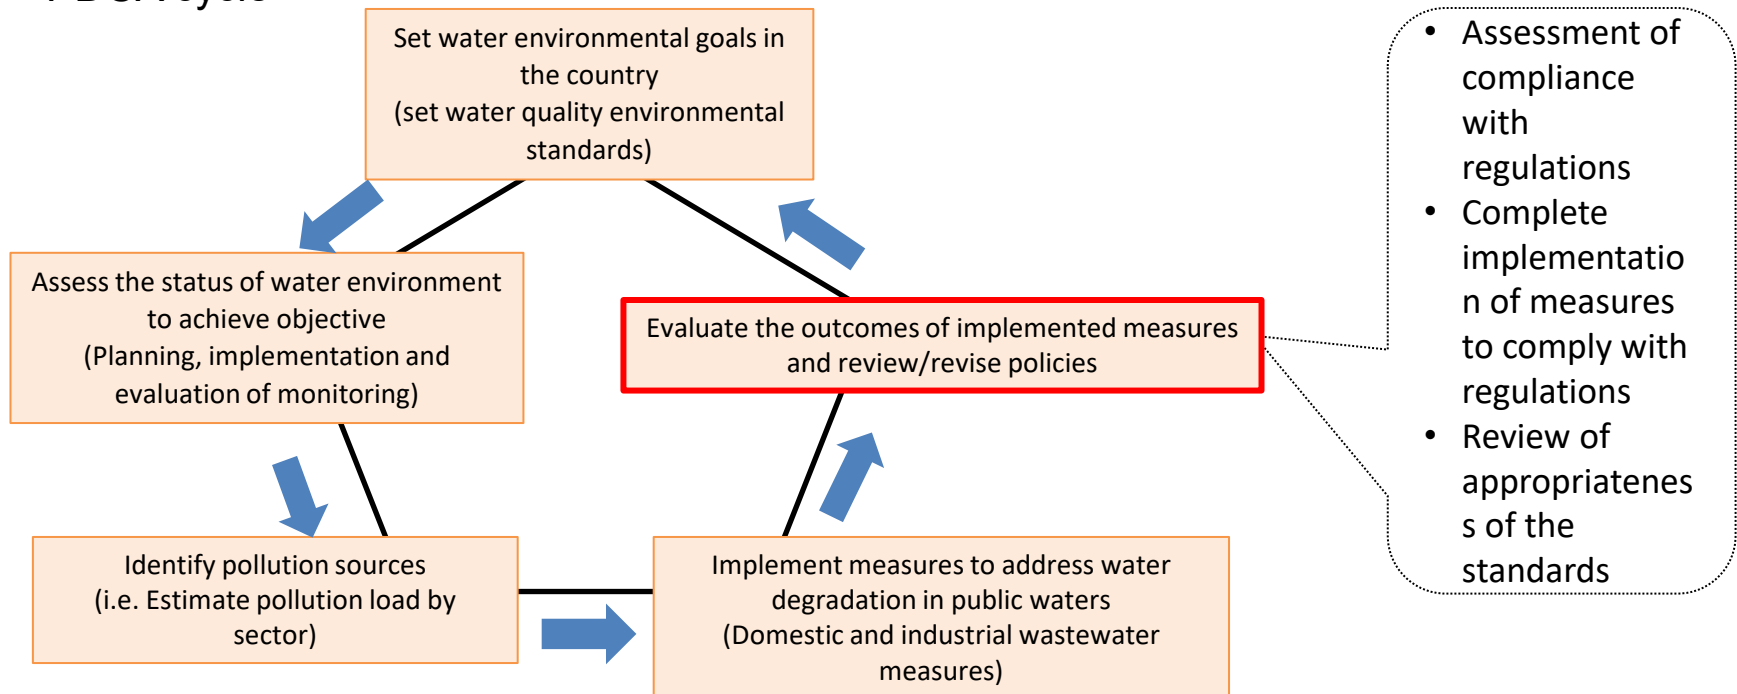 Set water environmental goals in
the country
(set water quality environmental
standards)
Assess the status of water environment
to achieve objective
(Planning, implementation and
evaluation of monitoring)
Identify pollution sources
(i.e. Estimate pollution load by
sector)
Implement measures to address water
degradation in public waters
(Domestic and industrial wastewater
measures)
Evaluate the outcomes of implemented measures
and review/revise policies
• Assessment of
compliance
with
regulations
• Complete
implementatio
n of measures
to comply with
regulations
• Review of
appropriatenes
s of the
standards